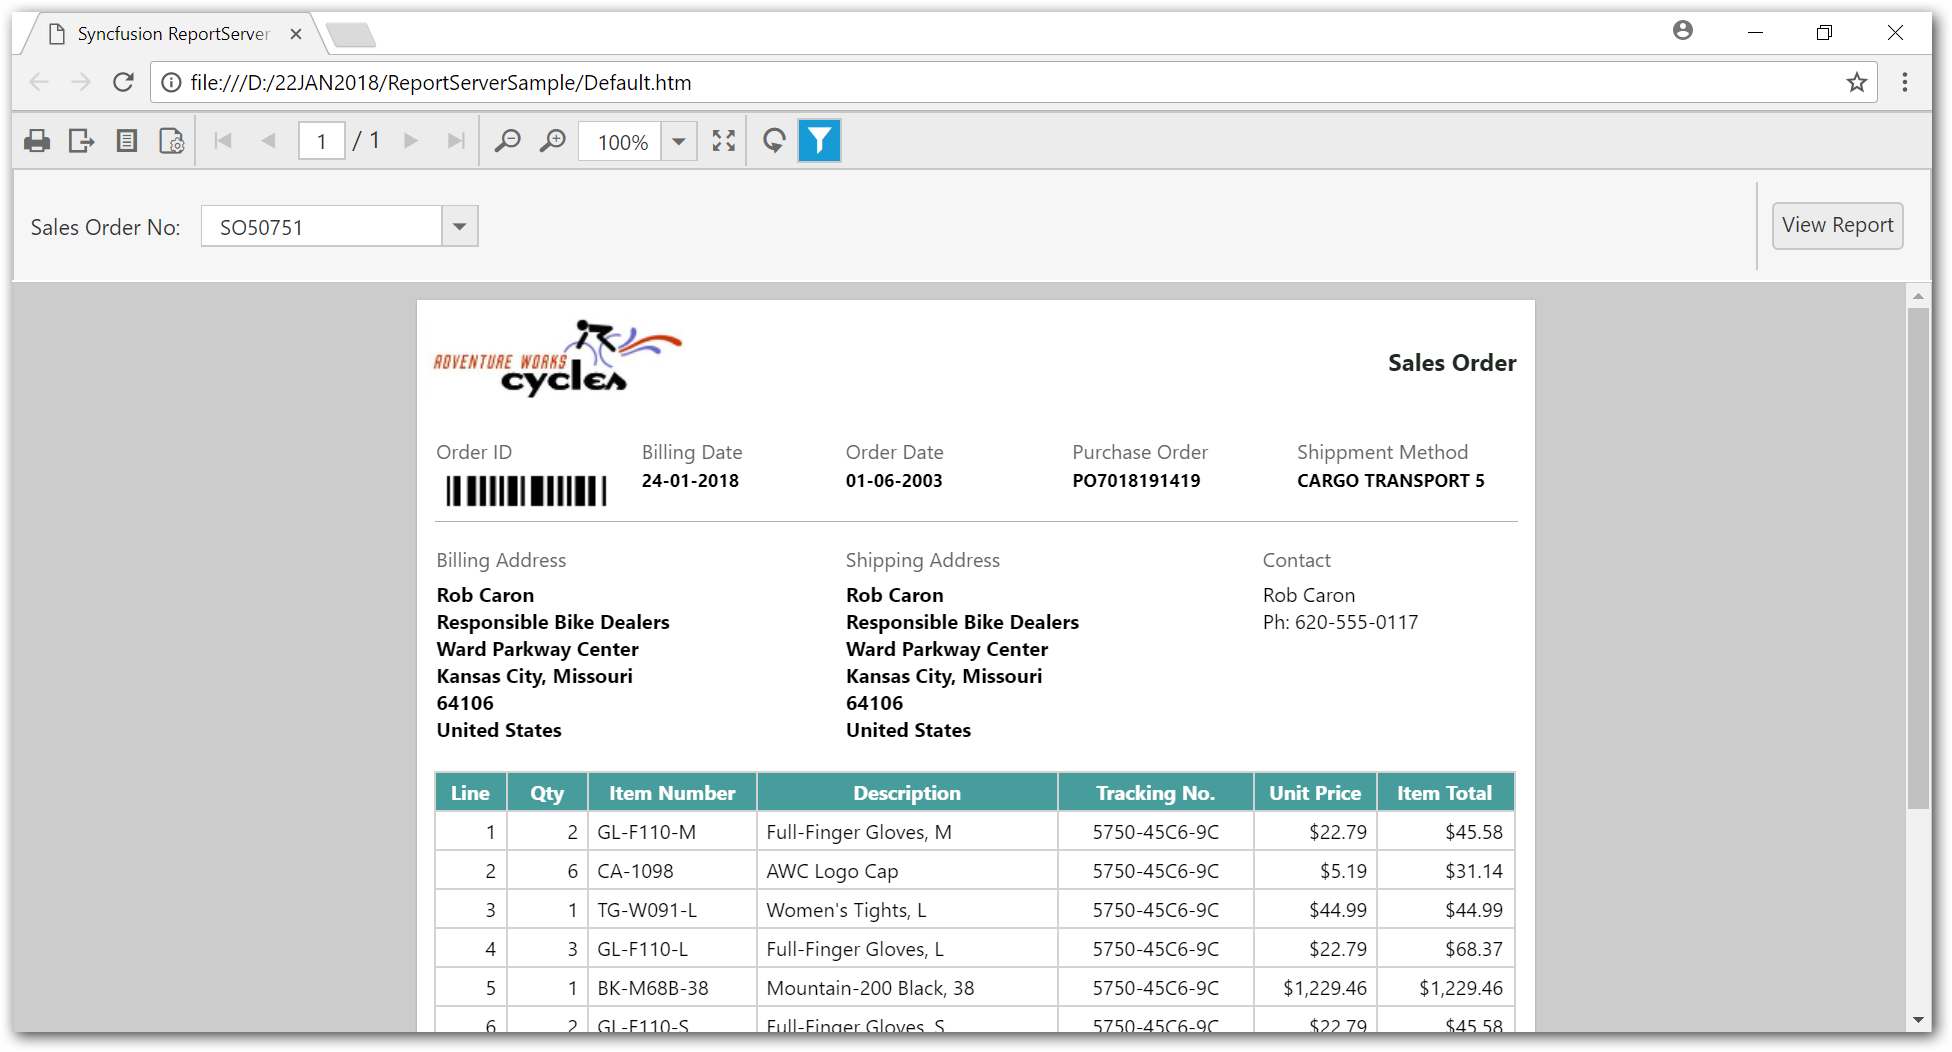 Syncfusion ReportServer
file:///D:/22JAN2018/ReportServerSample/Default.htm
1 / 1 100%
Sales Order No: SO50751 View Report
ADVENTURE WORKS
cycles
Sales Order
Order ID Billing Date Order Date Purchase Order Shippment Method
24-01-2018 01-06-2003 PO7018191419 CARGO TRANSPORT 5
Billing Address Shipping Address Contact
Rob Caron Rob Caron Rob Caron
Responsible Bike Dealers Responsible Bike Dealers Ph: 620-555-0117
Ward Parkway Center Ward Parkway Center
Kansas City, Missouri Kansas City, Missouri
64106 64106
United States United States
Line Qty Item Number Description Tracking No. Unit Price Item Total
1 2 GL-F110-M Full-Finger Gloves, M 5750-45C6-9C $22.79 $45.58
2 6 CA-1098 AWC Logo Cap 5750-45C6-9C $5.19 $31.14
3 1 TG-W091-L Women's Tights, L 5750-45C6-9C $44.99 $44.99
4 3 GL-F110-L Full-Finger Gloves, L 5750-45C6-9C $22.79 $68.37
5 1 BK-M68B-38 Mountain-200 Black, 38 5750-45C6-9C $1,229.46 $1,229.46
6 2 GL-F110-S Full-Finger Gloves, S 5750-45C6-9C $22.79 $45.58